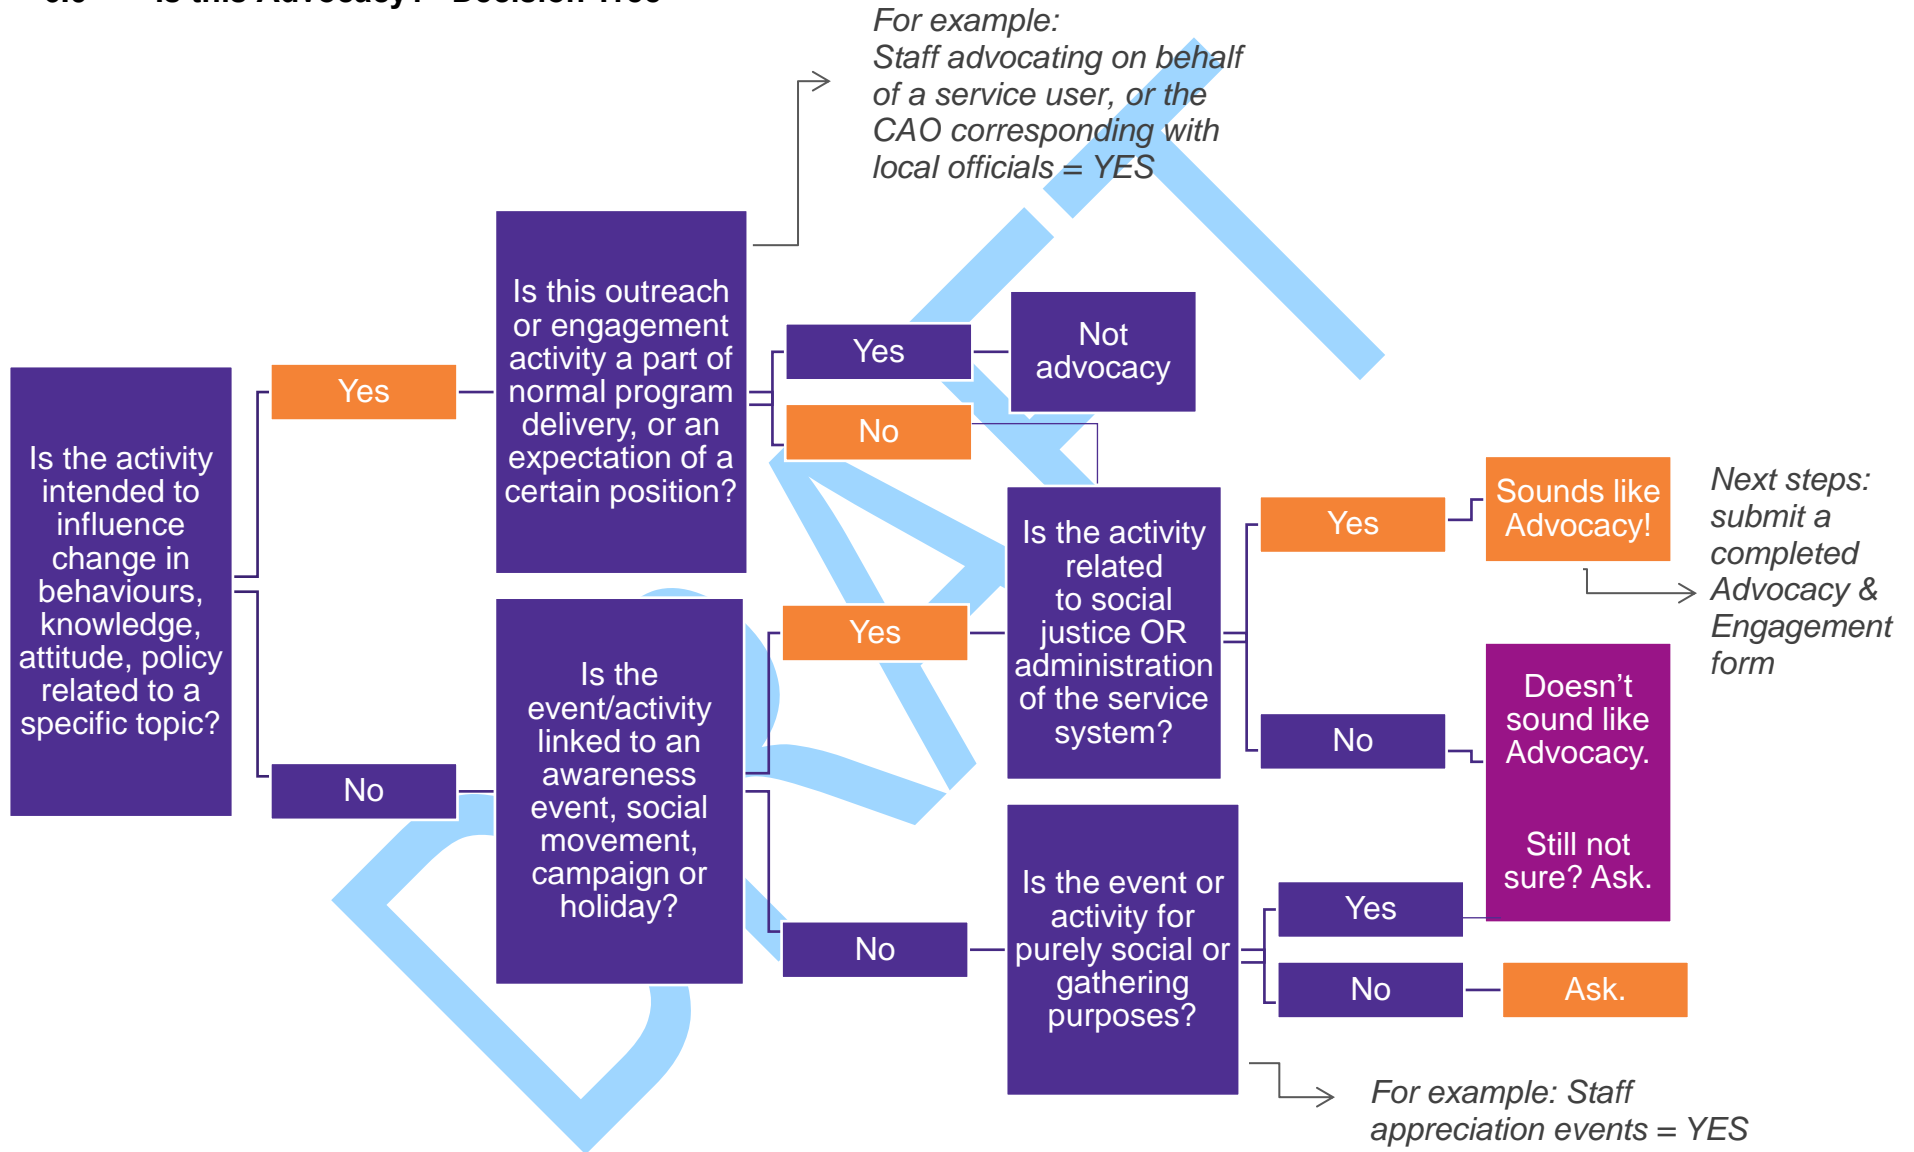 For example:
Staff advocating on behalf
of a service user, or the
CAO corresponding with
local officials = YES
Is the activity
intended to
influence
change in
behaviours,
knowledge,
attitude, policy
related to a
specific topic?
Yes
No
Is this outreach
or engagement
activity a part of
normal program
delivery, or an
expectation of a
certain position?
Yes
No
Not
advocacy
Is the
event/activity
linked to an
awareness
event, social
movement,
campaign or
holiday?
Yes
No
Is the activity
related
to social
justice OR
administration
of the service
system?
Yes
No
Sounds like
Advocacy!
Next steps:
submit a
completed
Advocacy &
Engagement
form
Doesn't
sound like
Advocacy.
Still not
sure? Ask.
Is the event or
activity for
purely social or
gathering
purposes?
Yes
No
Ask.
For example: Staff
appreciation events = YES
DRAFT